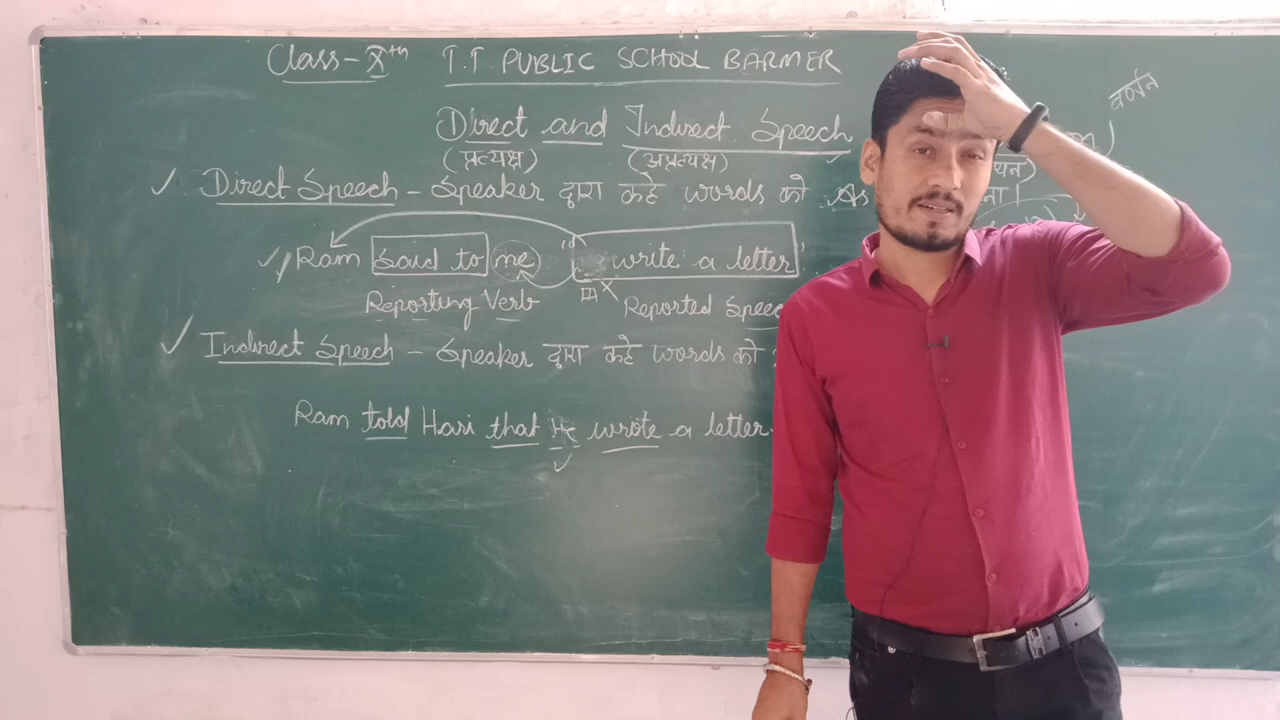 Class-Xth T.T PUBLIC SCHOOL BARMER
वर्णन
Direct and Indirect Speech
(प्रत्यक्ष) (अप्रत्यक्ष)
Direct Speech - Speaker द्वारा कहे words को As
Ram said to me " write a letter"
Reporting Verb Reported Speec
Indirect Speech - Speaker द्वारा कहे words को
Ram told Hari that He wrote a letter.